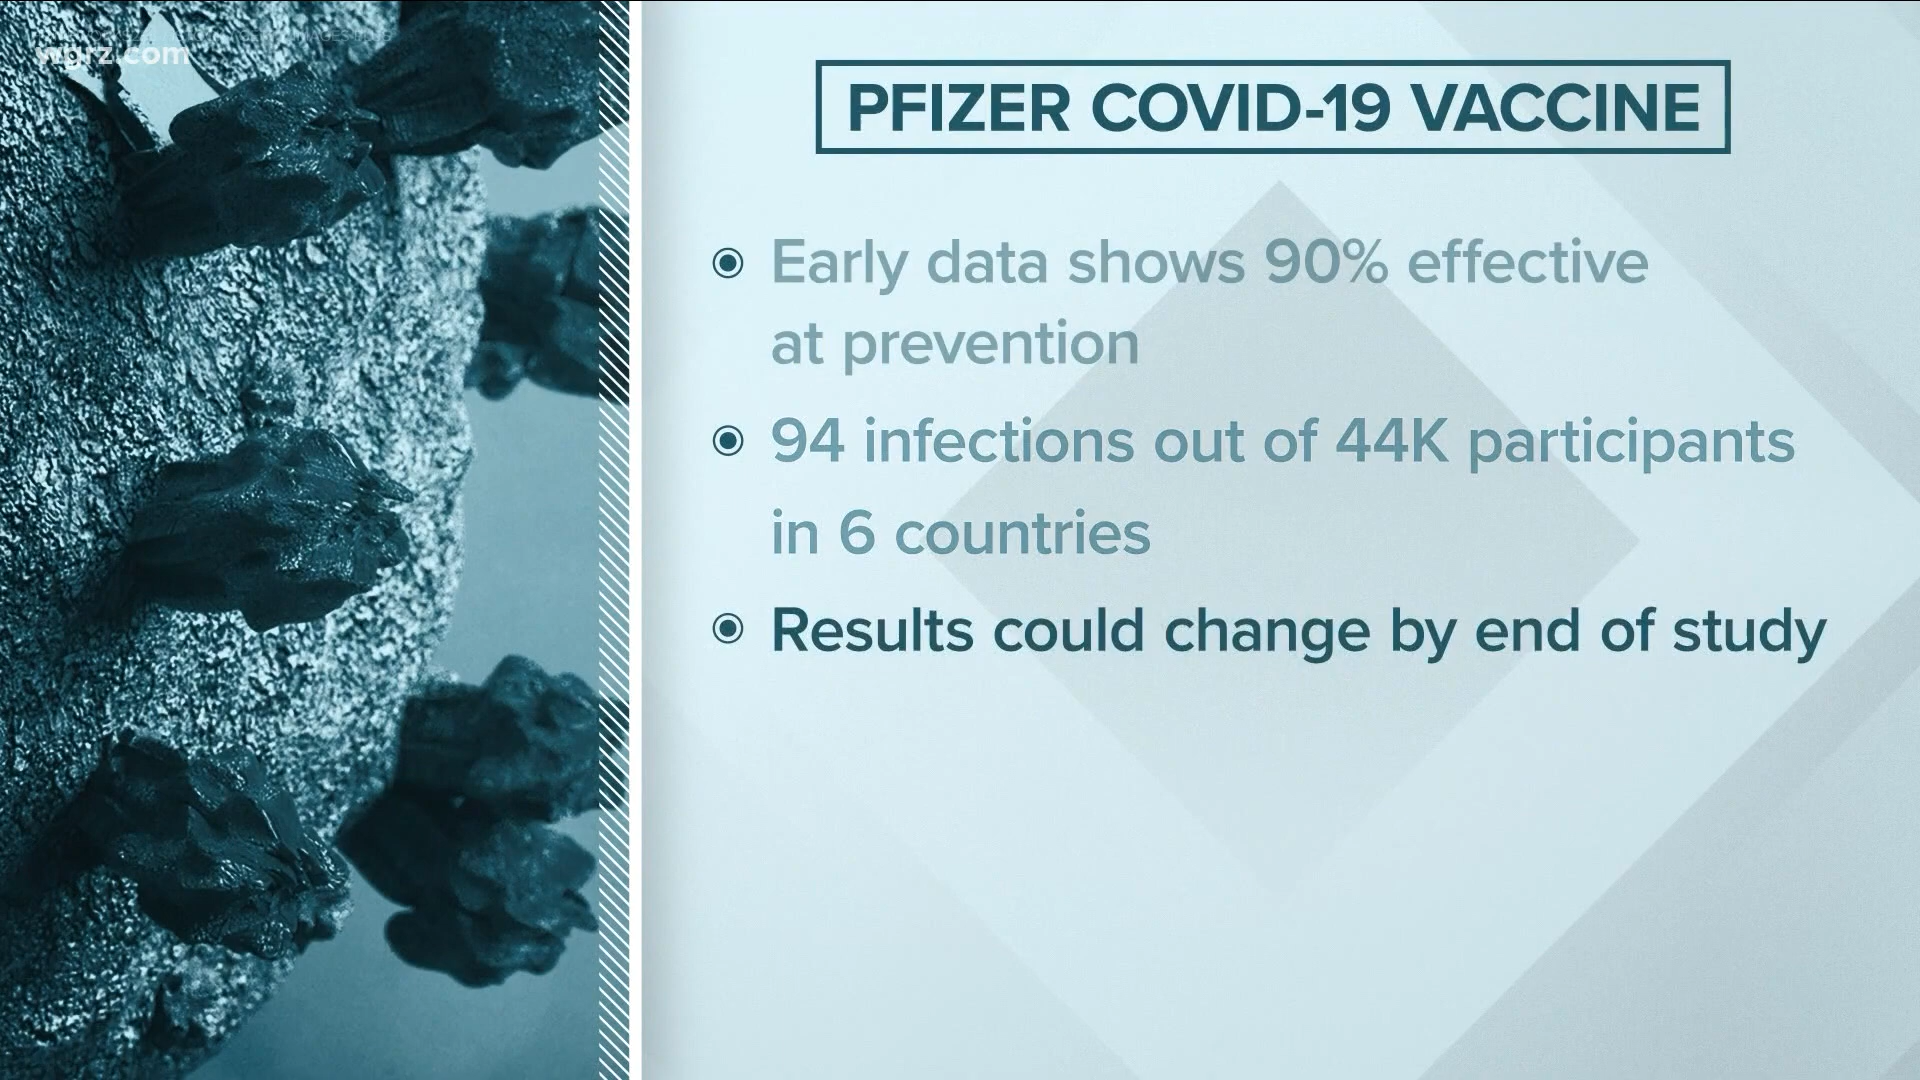 wgrz.com
PFIZER COVID-19 VACCINE
Early data shows 90% effective
at prevention
94 infections out of 44K participants
in 6 countries
Results could change by end of study